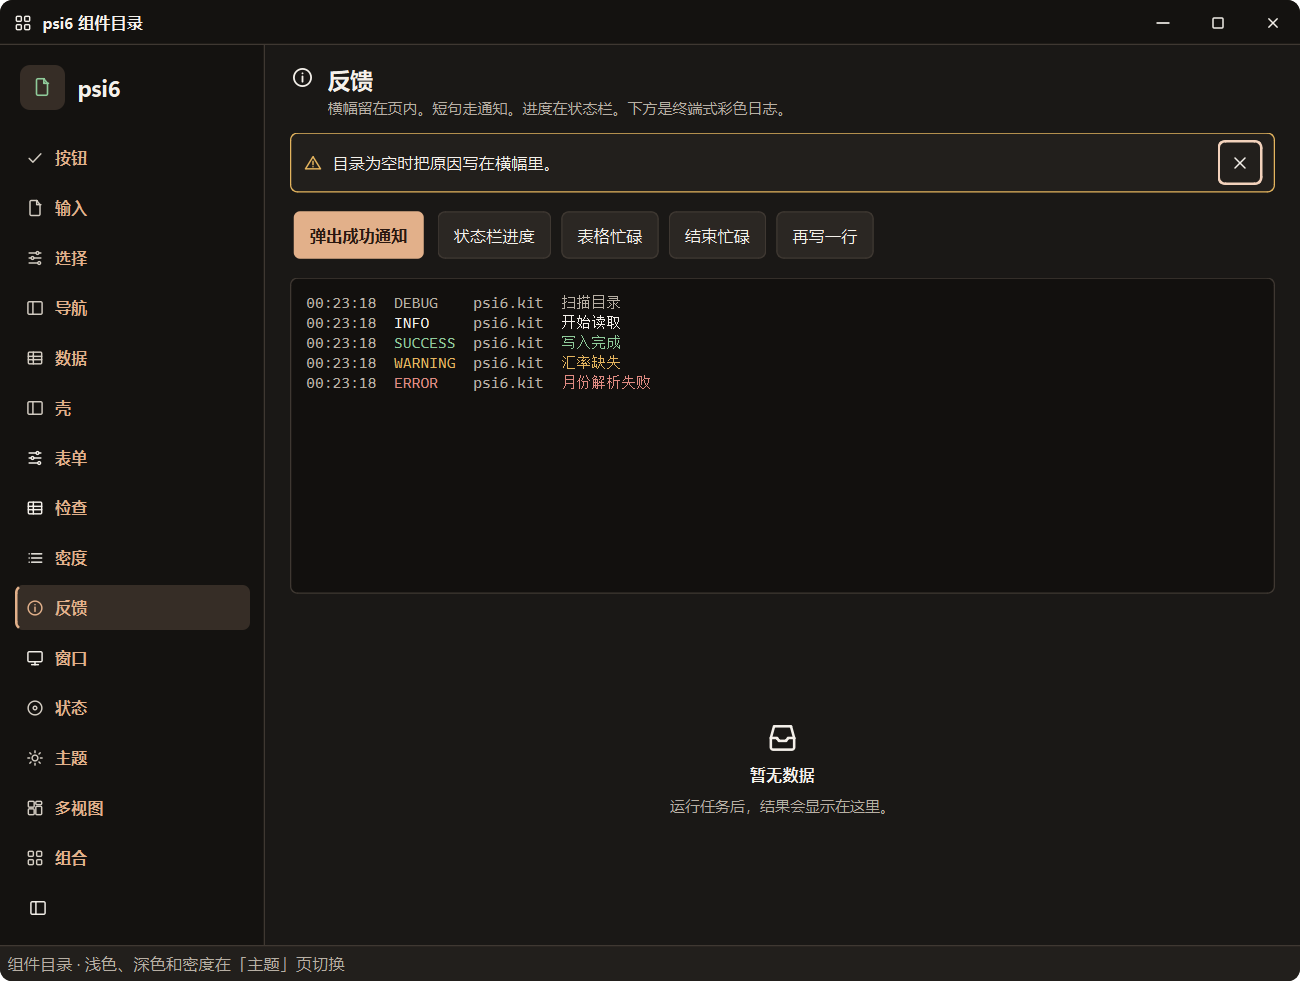 psi6 组件目录
psi6
按钮
输入
选择
导航
数据
壳
表单
检查
密度
反馈
窗口
状态
主题
多视图
组合
反馈
横幅留在页内。短句走通知。进度在状态栏。下方是终端式彩色日志。
目录为空时把原因写在横幅里。
弹出成功通知 状态栏进度 表格忙碌 结束忙碌 再写一行
00:23:18 DEBUG psi6.kit 扫描目录
00:23:18 INFO psi6.kit 开始读取
00:23:18 SUCCESS psi6.kit 写入完成
00:23:18 WARNING psi6.kit 汇率缺失
00:23:18 ERROR psi6.kit 月份解析失败
暂无数据
运行任务后，结果会显示在这里。
组件目录 · 浅色、深色和密度在「主题」页切换